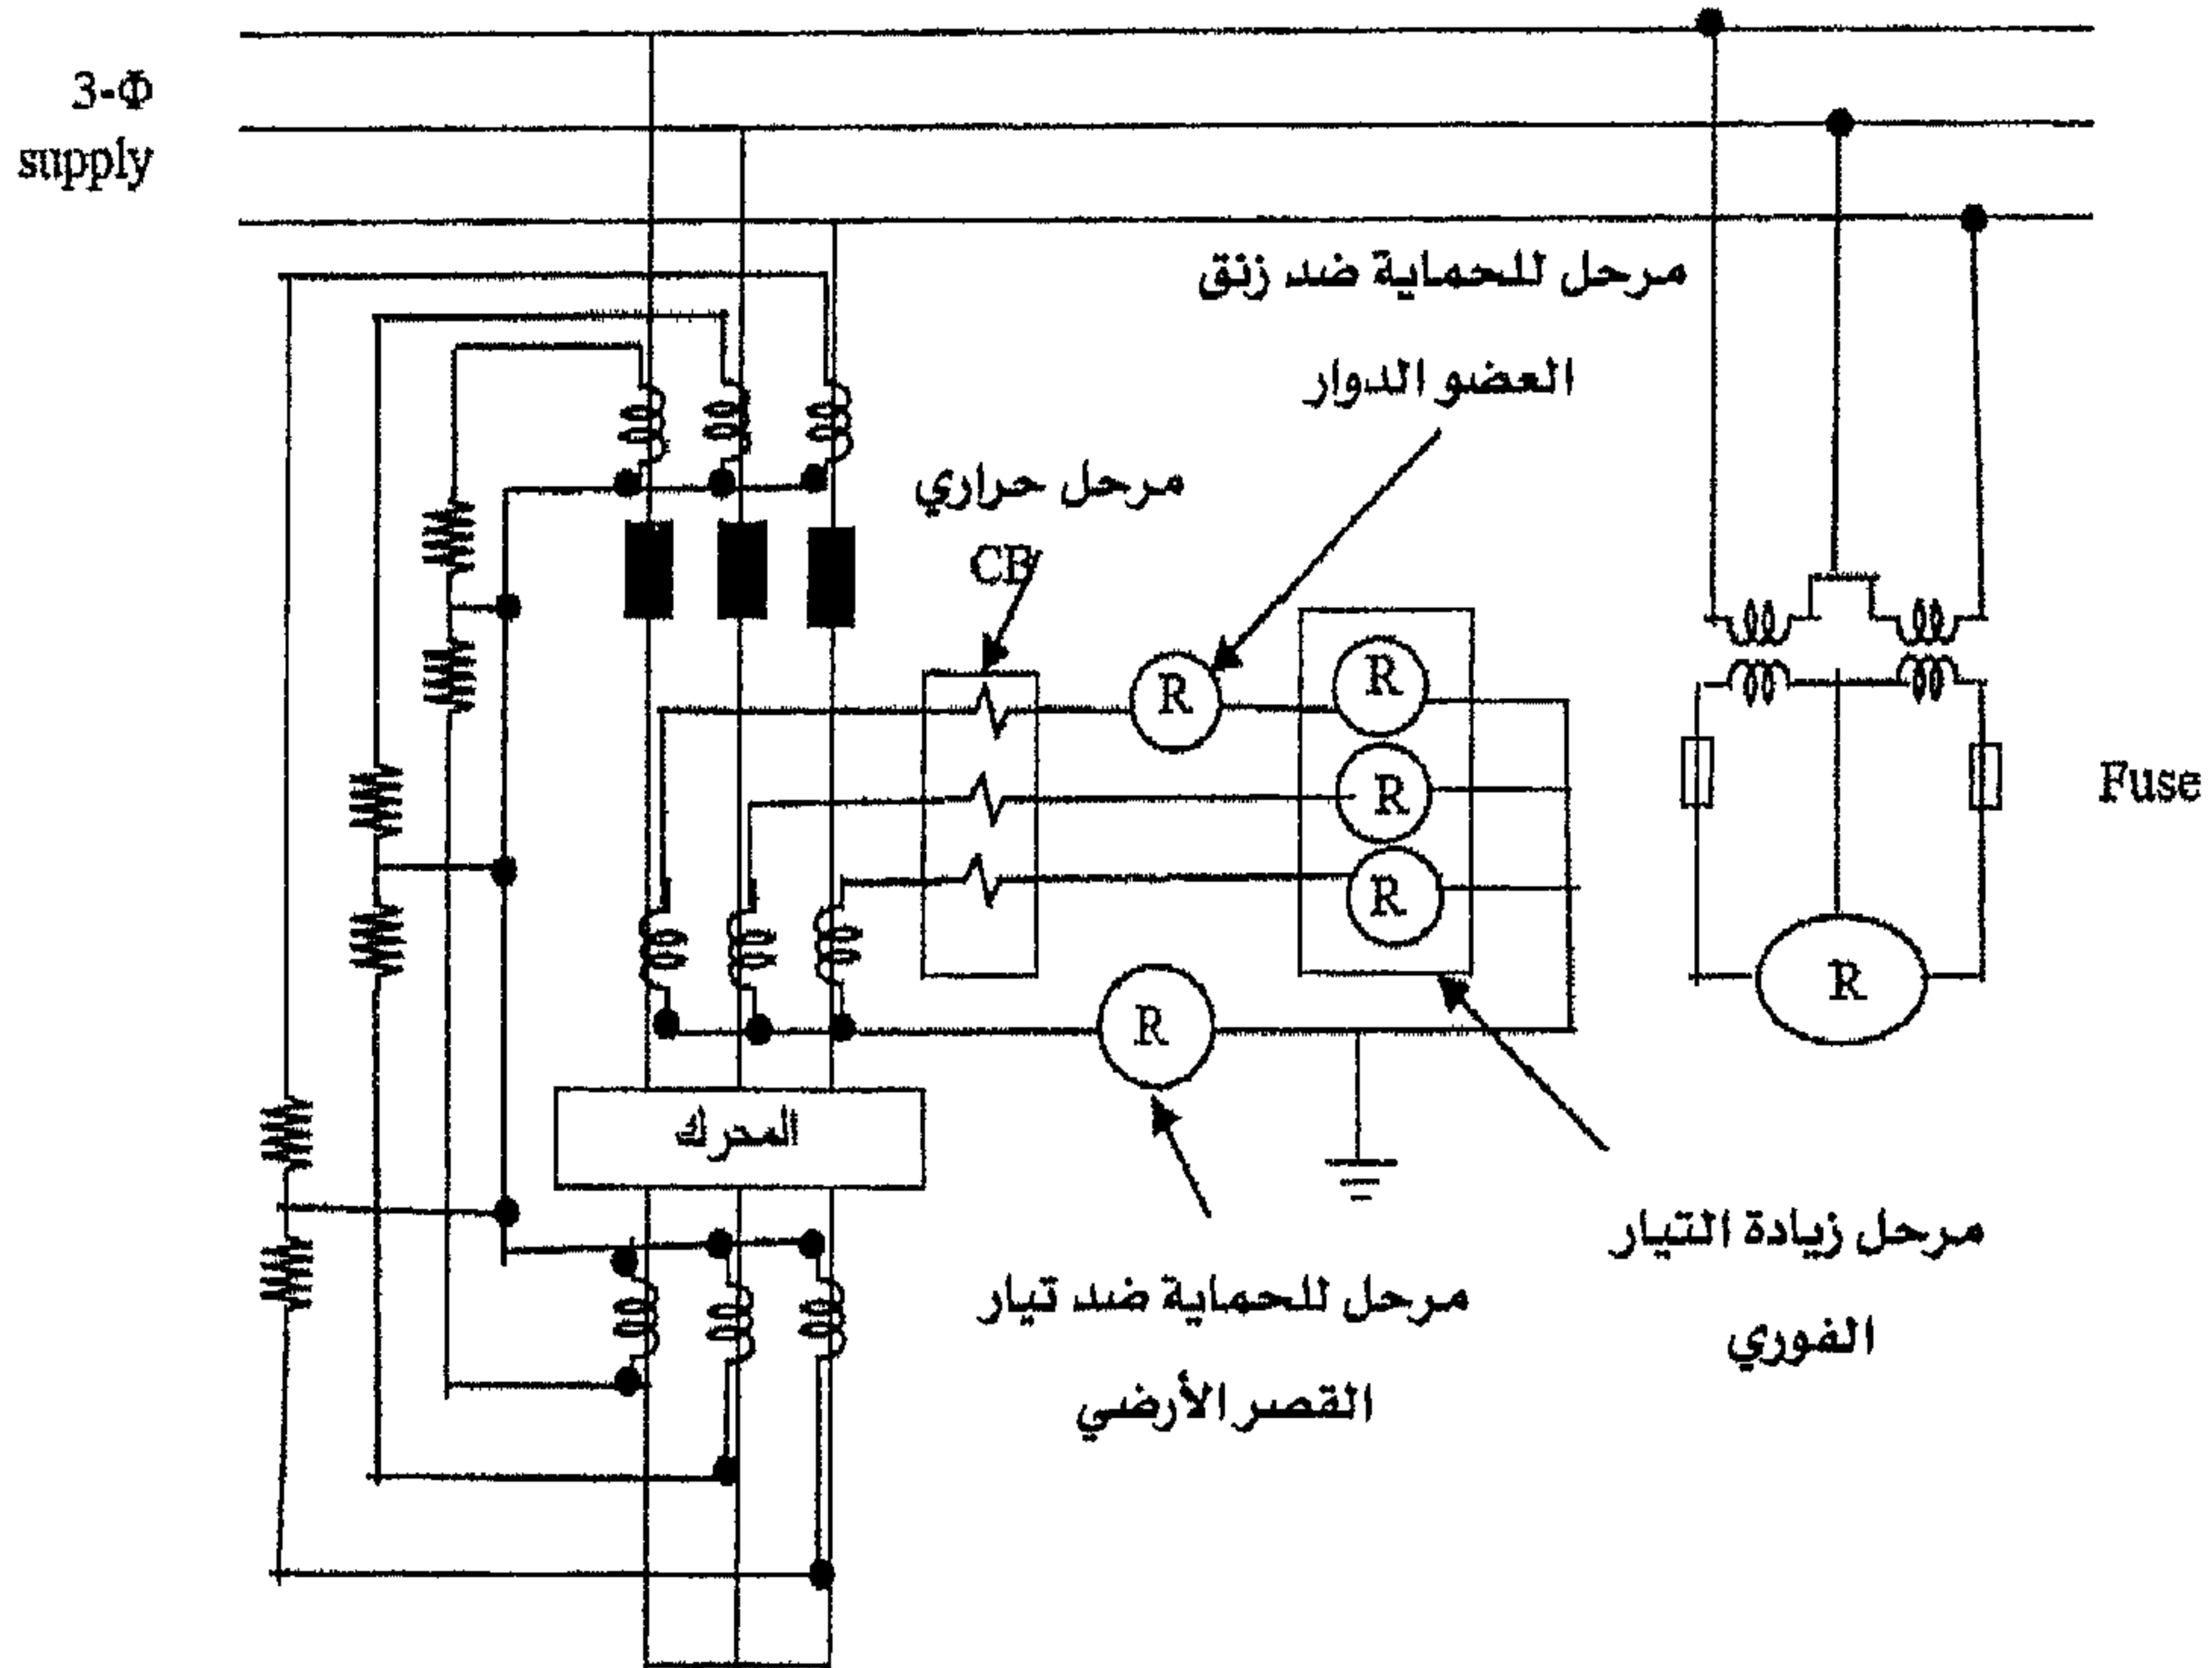 3-Φ
supply
مرحل للحماية ضد زنق
العضو الدوار
مرحل حراري
CB
R
R
R
R
Fuse
R
R
المحرك
مرحل زيادة التيار
الفوري
مرحل للحماية ضد تيار
القصر الأرضي